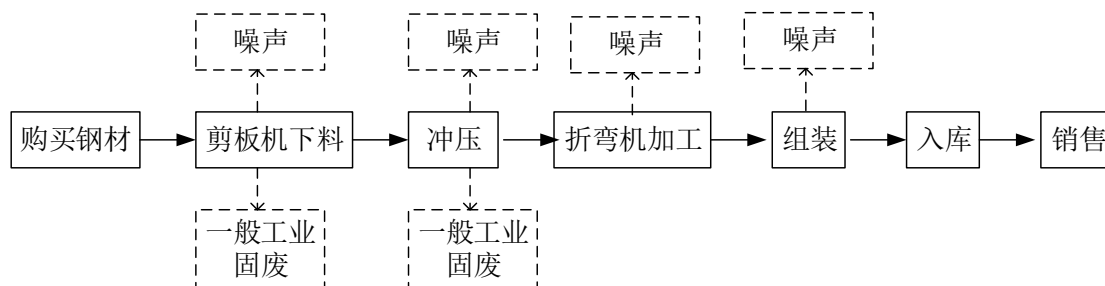 噪声
噪声
噪声
噪声
购买钢材
剪板机下料
冲压
折弯机加工
组装
入库
销售
一般工业
固废
一般工业
固废